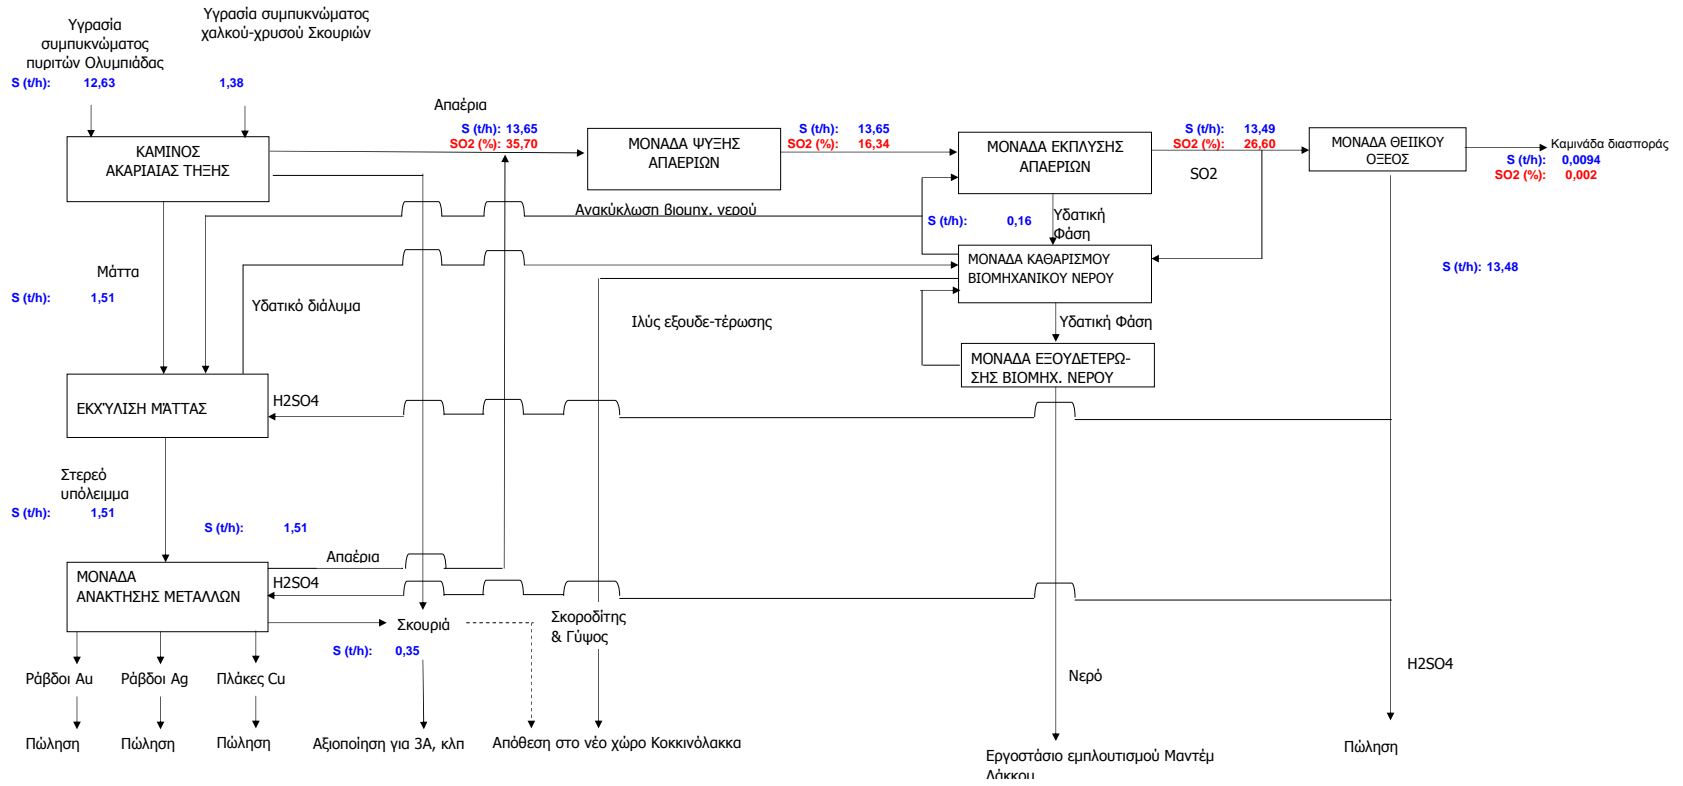 Υγρασία
συμπυκνώματος
πυριτών Ολυμπιάδας
Υγρασία συμπυκνώματος
χαλκού-χρυσού Σκουριών
S (t/h): 12,63
1,38
Απαέρια
S (t/h): 13,65
SO2 (%): 35,70
S (t/h): 13,65
SO2 (%): 16,34
S (t/h): 13,49
SO2 (%): 26,60
SO2
ΚΑΜΙΝΟΣ
ΑΚΑΡΙΑΙΑΣ ΤΗΞΗΣ
ΜΟΝΑΔΑ ΨΥΞΗΣ
ΑΠΑΕΡΙΩΝ
ΜΟΝΑΔΑ ΕΚΠΛΥΣΗΣ
ΑΠΑΕΡΙΩΝ
ΜΟΝΑΔΑ ΘΕΙΙΚΟΥ
ΟΞΕΟΣ
Καμινάδα διασποράς
S (t/h): 0,0094
SO2 (%): 0,002
Ανακύκλωση βιομηχ. νερού
S (t/h): 0,16
Υδατική
Φάση
ΜΟΝΑΔΑ ΚΑΘΑΡΙΣΜΟΥ
ΒΙΟΜΗΧΑΝΙΚΟΥ ΝΕΡΟΥ
S (t/h): 13,48
Μάττα
S (t/h): 1,51
Υδατικό διάλυμα
Ιλύς εξουδε-τέρωσης
Υδατική Φάση
ΜΟΝΑΔΑ ΕΞΟΥΔΕΤΕΡΩ-
ΣΗΣ ΒΙΟΜΗΧ. ΝΕΡΟΥ
ΕΚΧΎΛΙΣΗ ΜΆΤΤΑΣ
H2SO4
Στερεό
υπόλειμμα
S (t/h): 1,51
S (t/h): 1,51
Απαέρια
ΜΟΝΑΔΑ
ΑΝΑΚΤΗΣΗΣ ΜΕΤΑΛΛΩΝ
H2SO4
Σκουριά
S (t/h): 0,35
Σκοροδίτης
& Γύψος
Ράβδοι Au
Ράβδοι Ag
Πλάκες Cu
Νερό
H2SO4
Πώληση
Πώληση
Πώληση
Αξιοποίηση για 3Α, κλπ
Απόθεση στο νέο χώρο Κοκκινόλακκα
Εργοστάσιο εμπλουτισμού Μαντέμ
Λάκκου
Πώληση